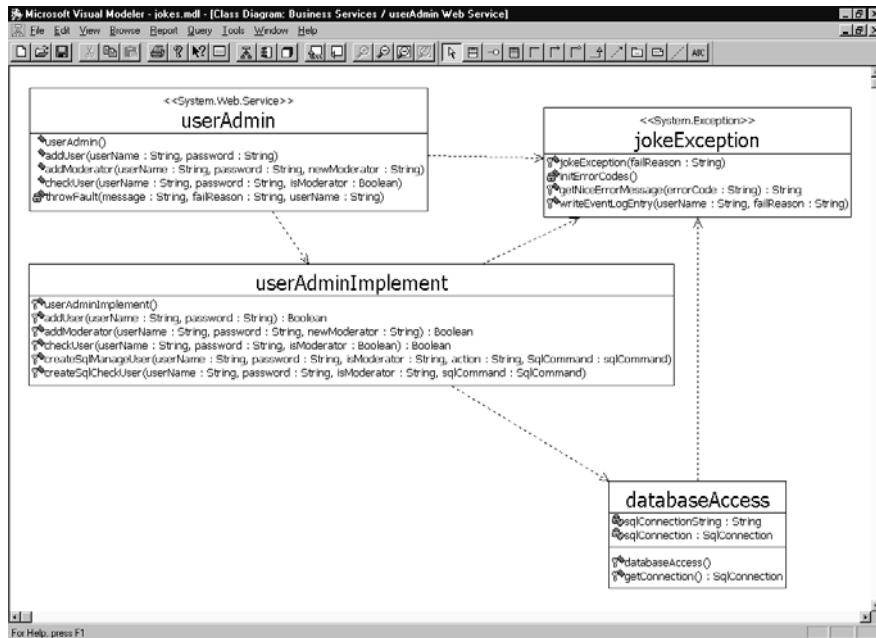 Microsoft Visual Modeler - jokes.mdl - [Class Diagram: Business Services / userAdmin Web Service]
File Edit View Browse Report Query Tools Window Help
ABC
<<System.Web.Service>>
userAdmin
userAdmin()
addUser(userName : String, password : String)
addModerator(userName : String, password : String, newModerator : String)
checkUser(userName : String, password : String, isModerator : Boolean)
throwFault(message : String, failReason : String, userName : String)
<<System.Exception>>
jokeException
jokeException(failReason : String)
initErrorCodes()
getNiceErrorMessage(errorCode : String) : String
writeEventLogEntry(userName : String, failReason : String)
userAdminImplement
userAdminImplement()
addUser(userName : String, password : String) : Boolean
addModerator(userName : String, password : String, newModerator : String) : Boolean
checkUser(userName : String, password : String, isModerator : Boolean) : Boolean
createSqlManageUser(userName : String, password : String, isModerator : String, action : String, SqlCommand : sqlCommand)
createSqlCheckUser(userName : String, password : String, isModerator : String, sqlCommand : SqlCommand)
databaseAccess
sqlConnectionString : String
sqlConnection : SqlConnection
databaseAccess()
getConnection() : SqlConnection
For Help, press F1